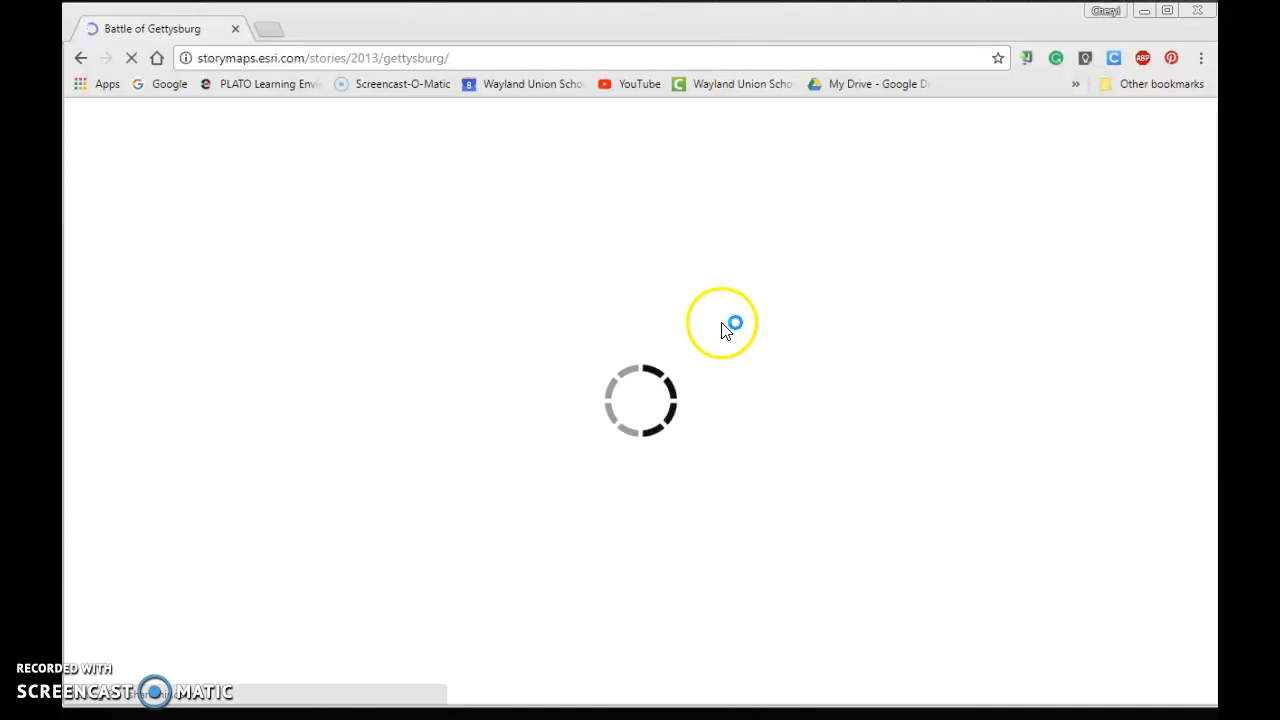 Cheryl
Battle of Gettysburg
storymaps.esri.com/stories/2013/gettysburg/
Apps Google PLATO Learning Envi Screencast-O-Matic Wayland Union Scho YouTube Wayland Union Scho My Drive - Google D » Other bookmarks
RECORDED WITH
SCREENCAST MATIC